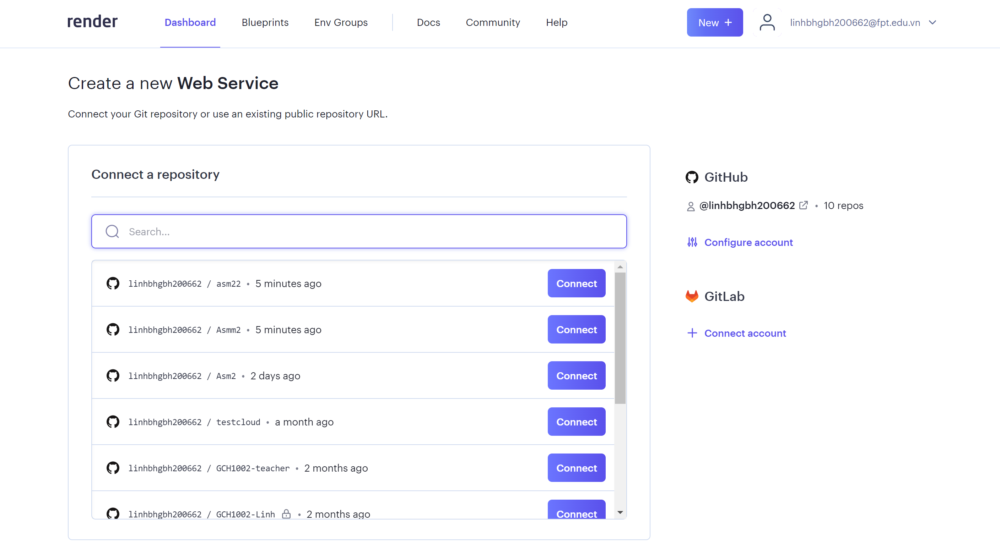 render Dashboard Blueprints Env Groups Docs Community Help New + linhbhgbh200662@fpt.edu.vn
Create a new Web Service
Connect your Git repository or use an existing public repository URL.
Connect a repository
Search...
linhbhgbh200662 / asm22 • 5 minutes ago Connect
linhbhgbh200662 / Asmm2 • 5 minutes ago Connect
linhbhgbh200662 / Asm2 • 2 days ago Connect
linhbhgbh200662 / testcloud • a month ago Connect
linhbhgbh200662 / GCH1002-teacher • 2 months ago Connect
linhbhgbh200662 / GCH1002-Linh • 2 months ago Connect
GitHub
@linhbhgbh200662 • 10 repos
Configure account
GitLab
Connect account